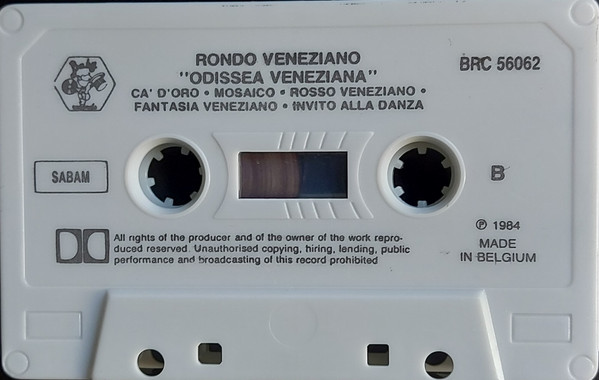 RONDO VENEZIANO
"ODISSEA VENEZIANA"
BRC 56062
CA' D'ORO • MOSAICO • ROSSO VENEZIANO •
FANTASIA VENEZIANO • INVITO ALLA DANZA
SABAM
B
All rights of the producer and of the owner of the work repro-
duced reserved. Unauthorised copying, hiring, lending, public
performance and broadcasting of this record prohibited
℗ 1984
MADE
IN BELGIUM